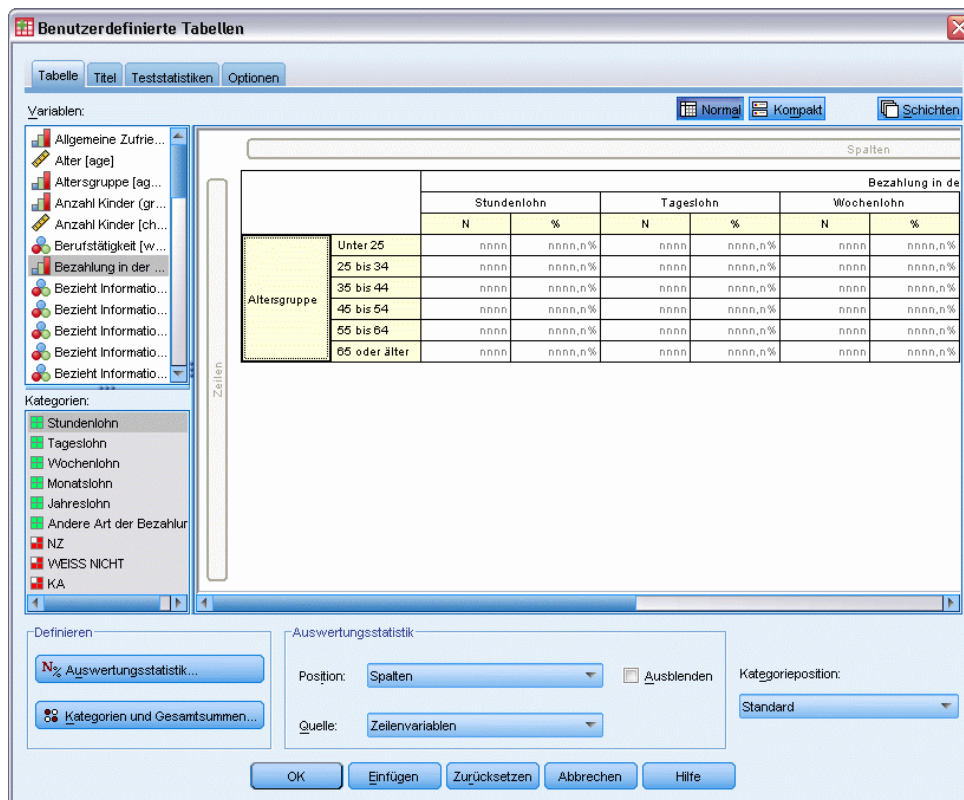 Benutzerdefinierte Tabellen
Tabelle Titel Teststatistiken Optionen
Variablen:
Normal Kompakt Schichten
Allgemeine Zufrie...
Alter [age]
Altersgruppe [ag...
Anzahl Kinder (gr...
Anzahl Kinder [ch...
Berufstätigkeit [w...
Bezahlung in der ...
Bezieht Informatio...
Bezieht Informatio...
Bezieht Informatio...
Bezieht Informatio...
Bezieht Informatio...
Kategorien:
Stundenlohn
Tageslohn
Wochenlohn
Monatslohn
Jahreslohn
Andere Art der Bezahlur
NZ
WEISS NICHT
KA
Spalten
Zeilen
Bezahlung in de
Stundenlohn Tageslohn Wochenlohn
N % N % N %
Altersgruppe
Unter 25 nnnn nnnn,n% nnnn nnnn,n% nnnn nnnn,n%
25 bis 34 nnnn nnnn,n% nnnn nnnn,n% nnnn nnnn,n%
35 bis 44 nnnn nnnn,n% nnnn nnnn,n% nnnn nnnn,n%
45 bis 54 nnnn nnnn,n% nnnn nnnn,n% nnnn nnnn,n%
55 bis 64 nnnn nnnn,n% nnnn nnnn,n% nnnn nnnn,n%
65 oder älter nnnn nnnn,n% nnnn nnnn,n% nnnn nnnn,n%
Definieren
N% Auswertungsstatistik...
Kategorien und Gesamtsummen...
Auswertungsstatistik
Position: Spalten Ausblenden
Quelle: Zeilenvariablen
Kategorieposition:
Standard
OK Einfügen Zurücksetzen Abbrechen Hilfe